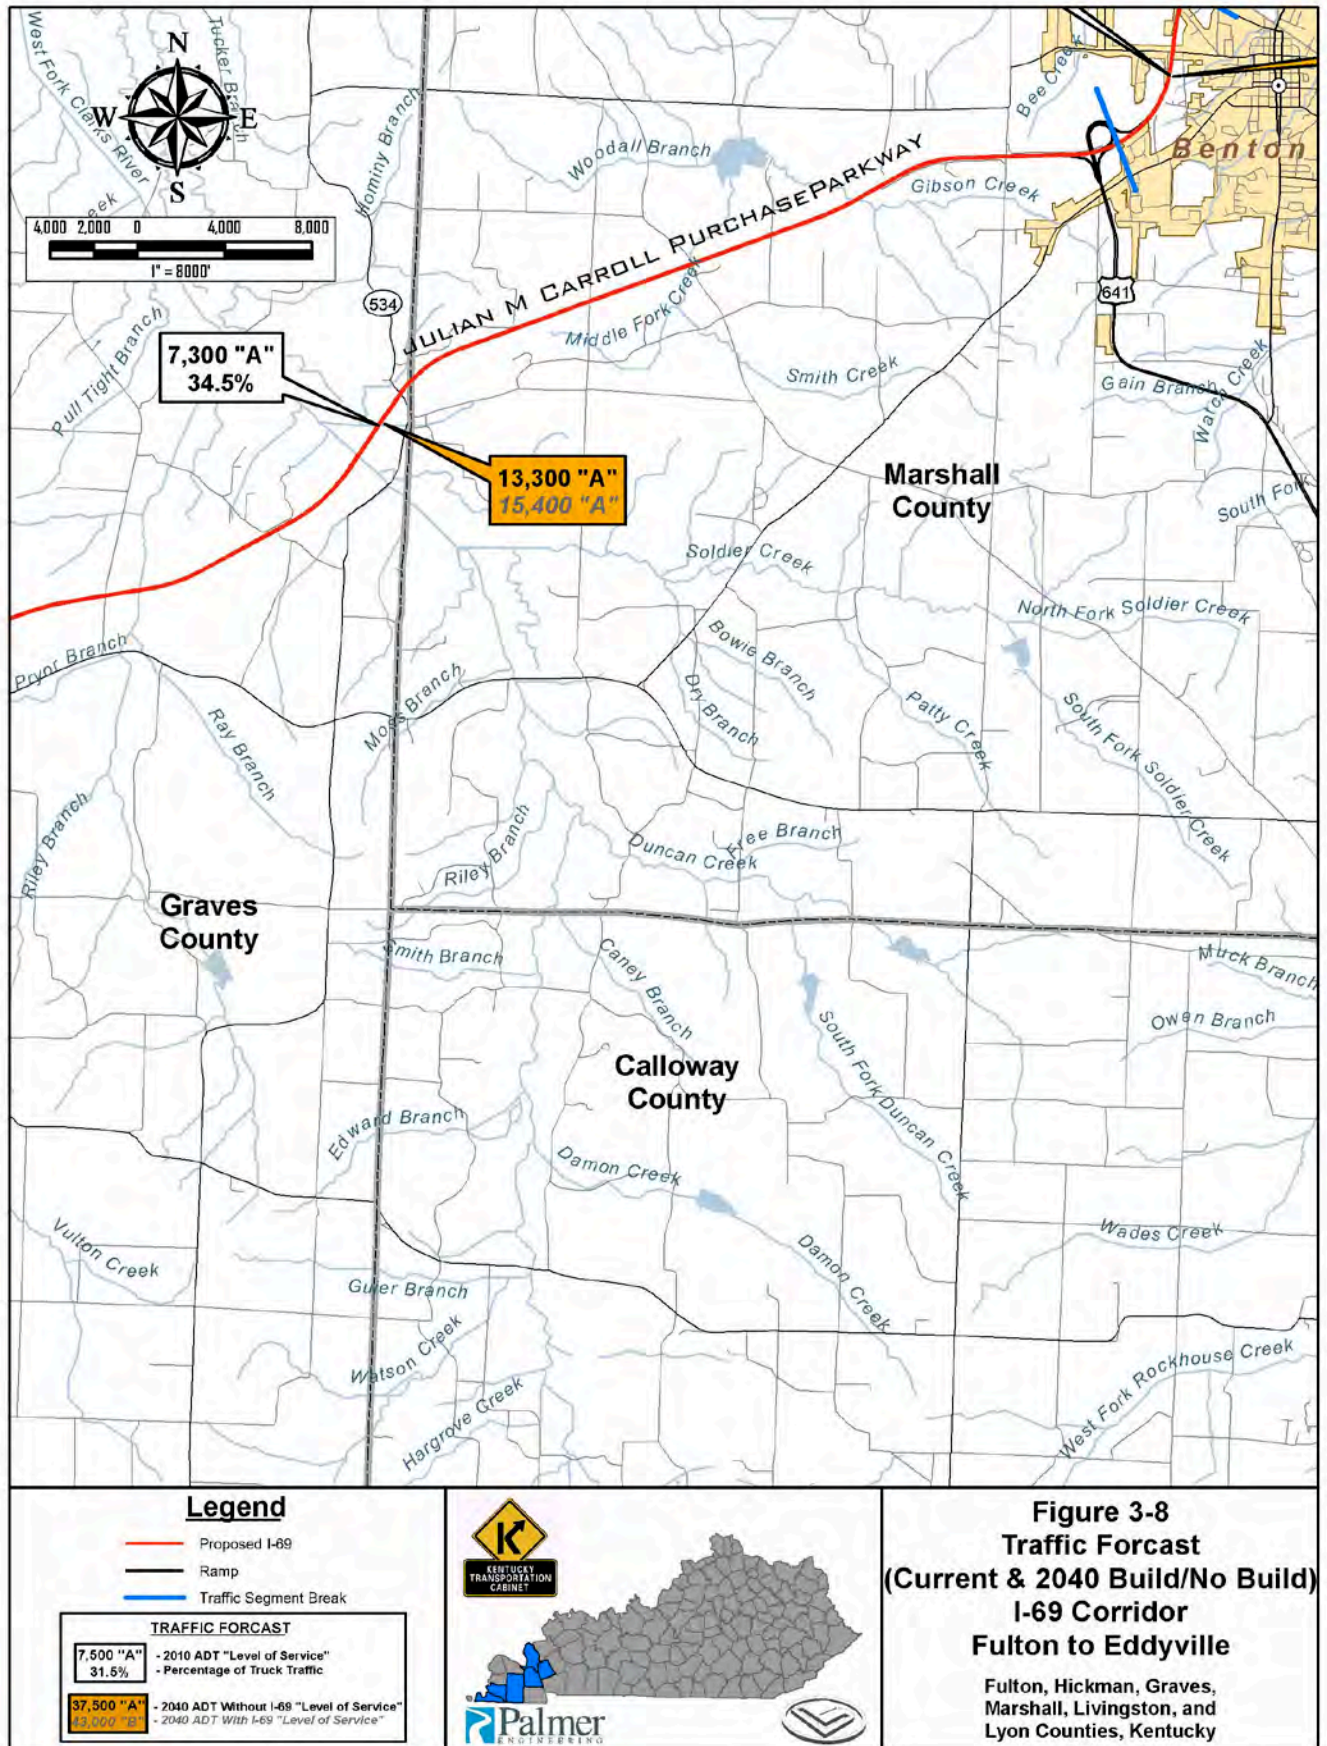 West Fork Clarks River
Tucker Branch
N
W
E
S
eek
4,000 2,000 0 4,000 8,000
1" = 8000'
Hominy Branch
Woodall Branch
Bee Creek
Benton
Gibson Creek
JULIAN M CARROLL PURCHASE PARKWAY
534
641
Middle Fork Creek
Pull Tight Branch
7,300 "A"
34.5%
Smith Creek
Gain Branch
Watch Creek
13,300 "A"
15,400 "A"
Marshall
County
South Fork
Soldier Creek
North Fork Soldier Creek
Pryor Branch
Bowie Branch
Moss Branch
Dry Branch
Ray Branch
Patty Creek
South Fork Soldier Creek
Riley Branch
Riley Branch
Duncan Creek
Free Branch
Graves
County
Smith Branch
Caney Branch
Muck Branch
Owen Branch
South Fork Duncan Creek
Calloway
County
Edward Branch
Damon Creek
Vulton Creek
Wades Creek
Damon Creek
Guier Branch
Watson Creek
West Fork Rockhouse Creek
Hargrove Creek
Legend
Proposed I-69
Ramp
Traffic Segment Break
TRAFFIC FORCAST
7,500 "A" - 2010 ADT "Level of Service"
31.5% - Percentage of Truck Traffic
37,500 "A" - 2040 ADT Without I-69 "Level of Service"
43,000 "B" - 2040 ADT With I-69 "Level of Service"
K
KENTUCKY
TRANSPORTATION
CABINET
Palmer
ENGINEERING
Figure 3-8
Traffic Forcast
(Current & 2040 Build/No Build)
I-69 Corridor
Fulton to Eddyville
Fulton, Hickman, Graves,
Marshall, Livingston, and
Lyon Counties, Kentucky